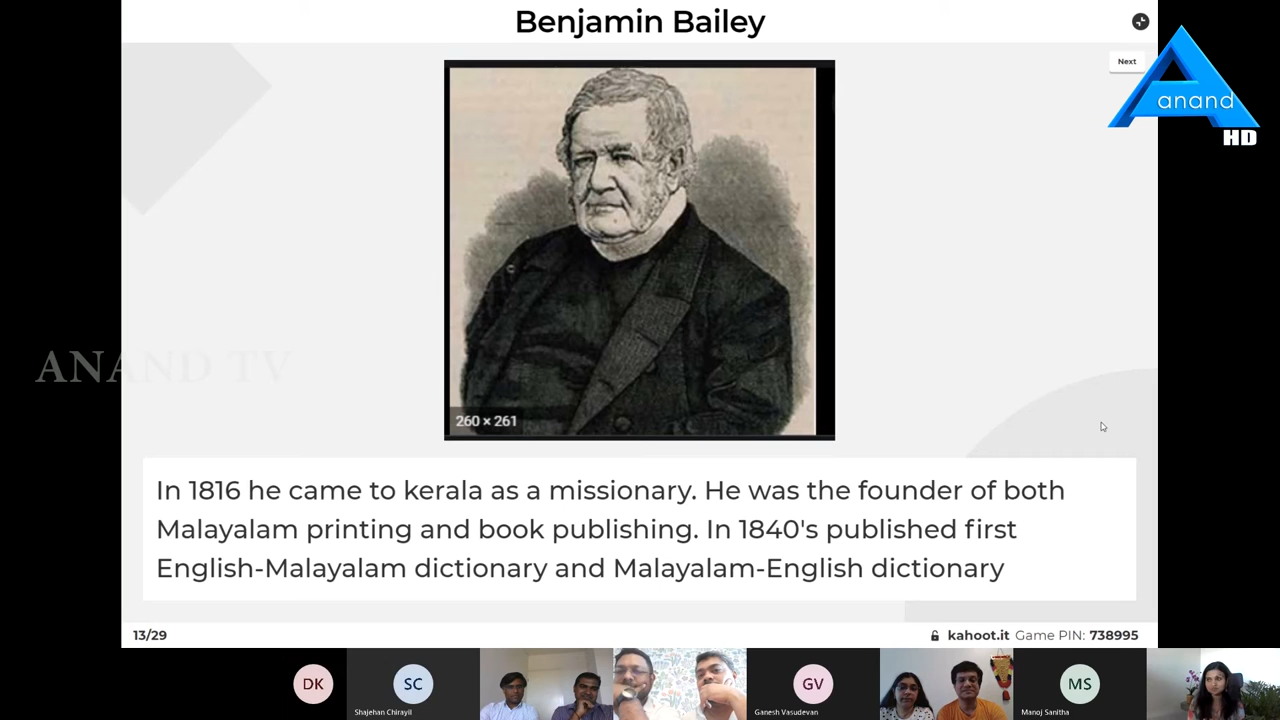 Benjamin Bailey
Next
anand
HD
260 × 261
ANAND TV
In 1816 he came to kerala as a missionary. He was the founder of both
Malayalam printing and book publishing. In 1840's published first
English-Malayalam dictionary and Malayalam-English dictionary
13/29
kahoot.it Game PIN: 738995
DK
SC
Shajehan Chirayil
GV
Ganesh Vasudevan
MS
Manoj Sanitha